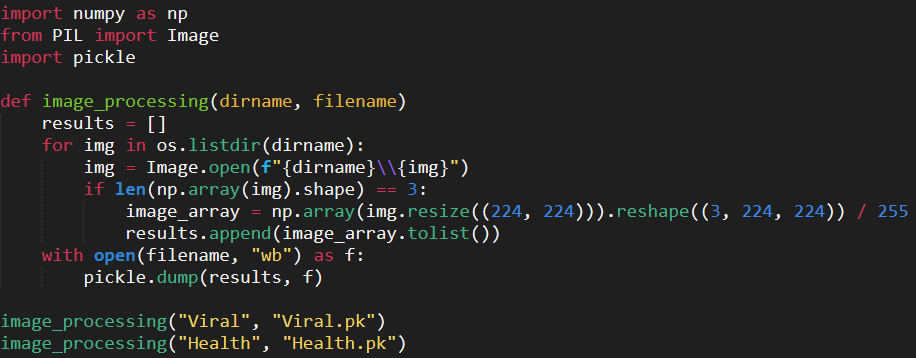 import numpy as np
from PIL import Image
import pickle

def image_processing(dirname, filename)
    results = []
    for img in os.listdir(dirname):
        img = Image.open(f"{dirname}\\{img}")
        if len(np.array(img).shape) == 3:
            image_array = np.array(img.resize((224, 224))).reshape((3, 224, 224)) / 255
            results.append(image_array.tolist())
    with open(filename, "wb") as f:
        pickle.dump(results, f)

image_processing("Viral", "Viral.pk")
image_processing("Health", "Health.pk")